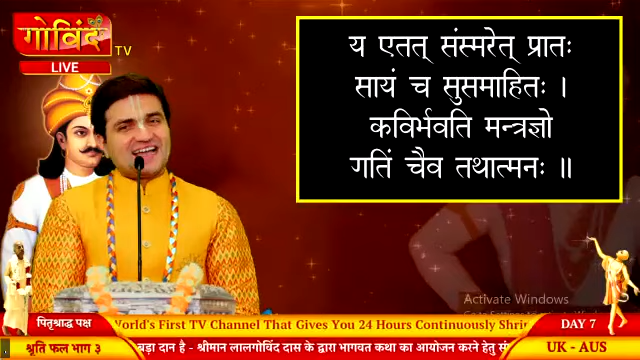 गोविंद
TV
LIVE
य एतत् संस्मरेत् प्रातः
सायं च सुसमाहितः ।
कविर्भवति मन्त्रज्ञो
गतिं चैव तथात्मनः ॥
Activate Windows
पितृश्राद्ध पक्ष
World's First TV Channel That Gives You 24 Hours Continuously Shri
DAY 7
श्रृति फल भाग ३
बड़ा दान है - श्रीमान लालगोविंद दास के द्वारा भागवत कथा का आयोजन करने हेतु सं
UK - AUS